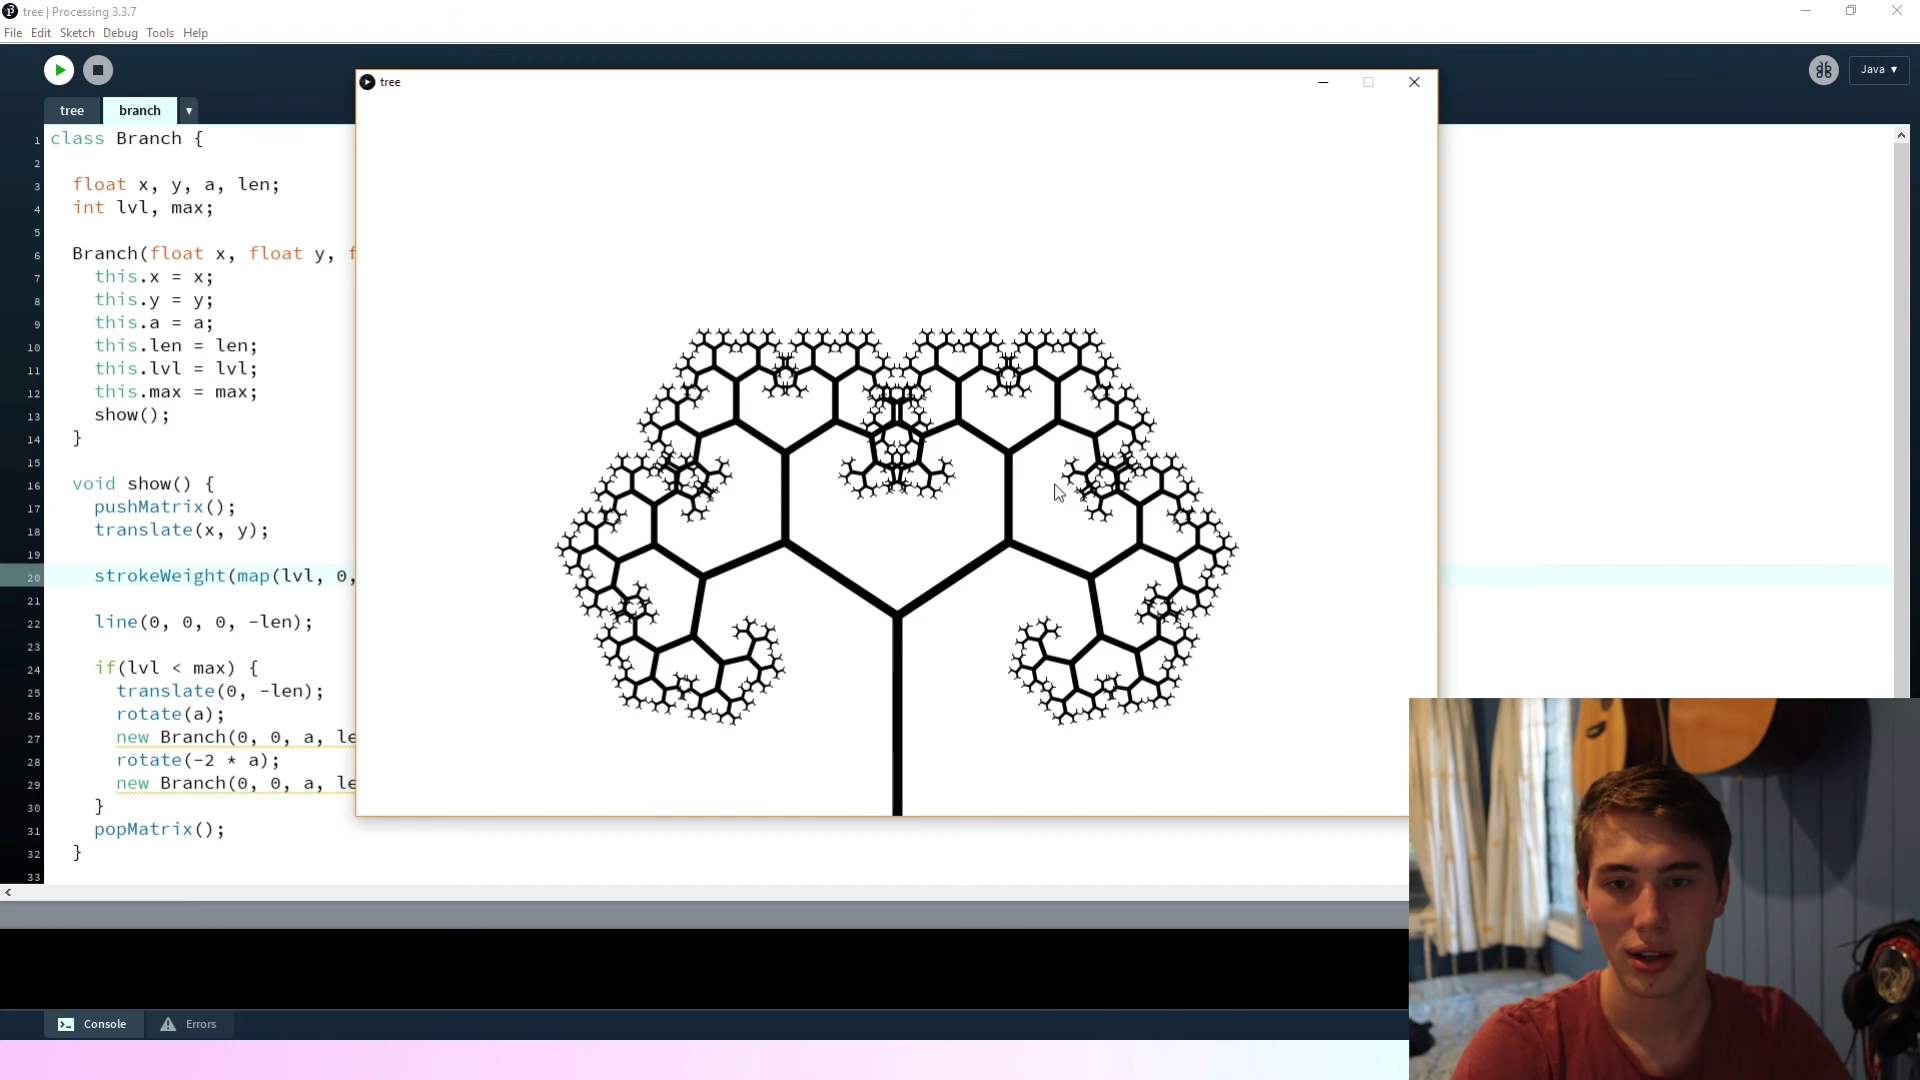 tree | Processing 3.3.7
File Edit Sketch Debug Tools Help
Java ▼
tree branch ▼
tree
1 class Branch {
2
3 float x, y, a, len;
4 int lvl, max;
5
6 Branch(float x, float y, f
7 this.x = x;
8 this.y = y;
9 this.a = a;
10 this.len = len;
11 this.lvl = lvl;
12 this.max = max;
13 show();
14 }
15
16 void show() {
17 pushMatrix();
18 translate(x, y);
19
20 strokeWeight(map(lvl, 0,
21
22 line(0, 0, 0, -len);
23
24 if(lvl < max) {
25 translate(0, -len);
26 rotate(a);
27 new Branch(0, 0, a, le
28 rotate(-2 * a);
29 new Branch(0, 0, a, le
30 }
31 popMatrix();
32 }
33
Console Errors